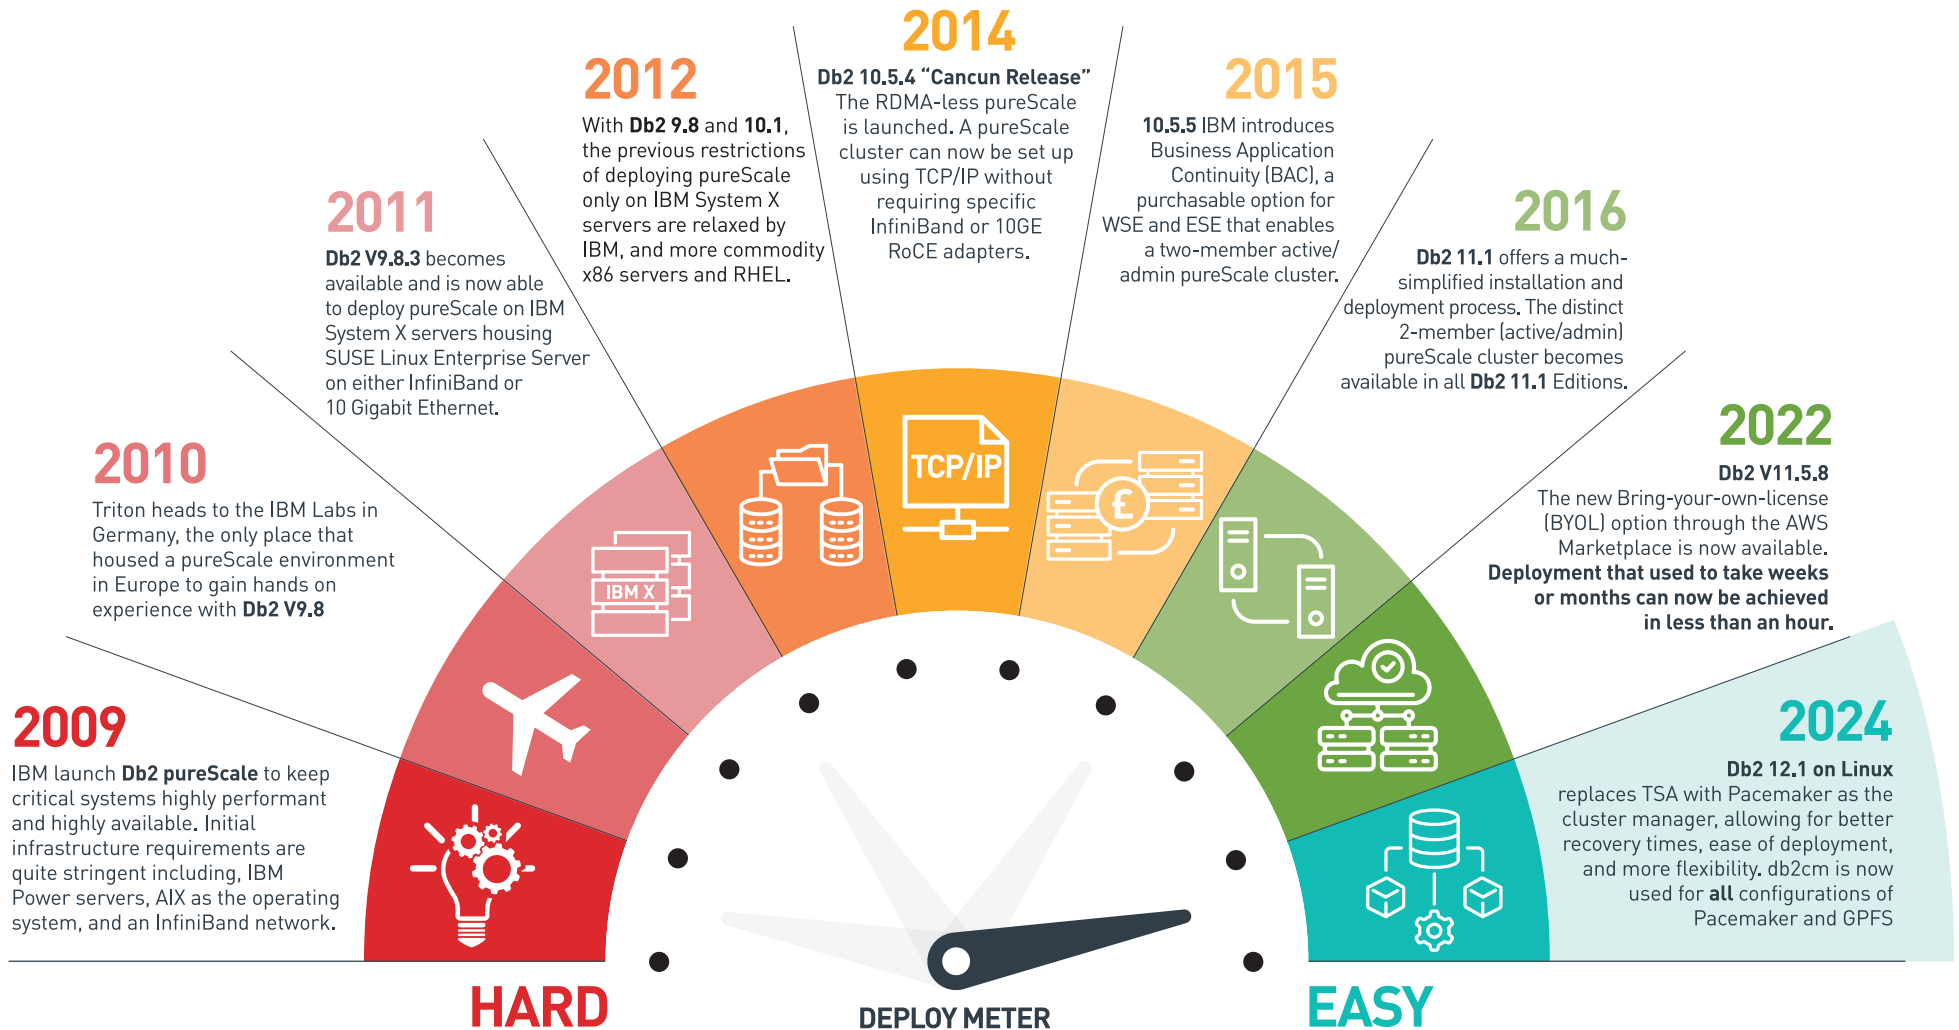 2009
IBM launch Db2 pureScale to keep
critical systems highly performant
and highly available. Initial
infrastructure requirements are
quite stringent including, IBM
Power servers, AIX as the operating
system, and an InfiniBand network.
2010
Triton heads to the IBM Labs in
Germany, the only place that
housed a pureScale environment
in Europe to gain hands on
experience with Db2 V9.8
2011
Db2 V9.8.3 becomes
available and is now able
to deploy pureScale on IBM
System X servers housing
SUSE Linux Enterprise Server
on either InfiniBand or
10 Gigabit Ethernet.
2012
With Db2 9.8 and 10.1,
the previous restrictions
of deploying pureScale
only on IBM System X
servers are relaxed by
IBM, and more commodity
x86 servers and RHEL.
2014
Db2 10.5.4 “Cancun Release”
The RDMA-less pureScale
is launched. A pureScale
cluster can now be set up
using TCP/IP without
requiring specific
InfiniBand or 10GE
RoCE adapters.
2015
10.5.5 IBM introduces
Business Application
Continuity (BAC), a
purchasable option for
WSE and ESE that enables
a two-member active/
admin pureScale cluster.
2016
Db2 11.1 offers a much-
simplified installation and
deployment process. The distinct
2-member (active/admin)
pureScale cluster becomes
available in all Db2 11.1 Editions.
2022
Db2 V11.5.8
The new Bring-your-own-license
(BYOL) option through the AWS
Marketplace is now available.
Deployment that used to take weeks
or months can now be achieved
in less than an hour.
2024
Db2 12.1 on Linux
replaces TSA with Pacemaker as the
cluster manager, allowing for better
recovery times, ease of deployment,
and more flexibility. db2cm is now
used for all configurations of
Pacemaker and GPFS
IBM X
TCP/IP
£
HARD
DEPLOY METER
EASY